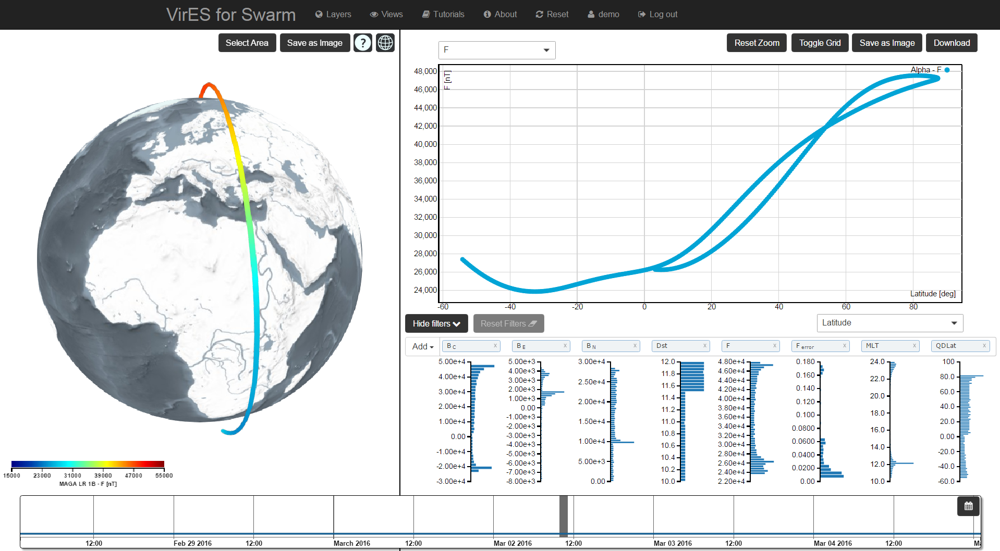 VirES for Swarm Layers Views Tutorials About Reset demo Log out
Select Area Save as Image ? F Reset Zoom Toggle Grid Save as Image Download
48,000
46,000
44,000
42,000
40,000
38,000
36,000
34,000
32,000
30,000
28,000
26,000
24,000
F [nT]
Alpha - F
Latitude [deg]
-60 -40 -20 0 20 40 60 80
Hide filters Reset Filters Latitude
Add B C x B E x B N x Dst x F x F error x MLT x QDLat x
5.00e+4
4.00e+4
3.00e+4
2.00e+4
1.00e+4
0.00
-1.00e+4
-2.00e+4
-3.00e+4
5.00e+3
4.00e+3
3.00e+3
2.00e+3
1.00e+3
0.00
-1.00e+3
-2.00e+3
-3.00e+3
-4.00e+3
-5.00e+3
-6.00e+3
-7.00e+3
-8.00e+3
3.00e+4
2.50e+4
2.00e+4
1.50e+4
1.00e+4
5.00e+3
0.00
12.0
11.8
11.6
11.4
11.2
11.0
10.8
10.6
10.4
10.2
10.0
4.80e+4
4.60e+4
4.40e+4
4.20e+4
4.00e+4
3.80e+4
3.60e+4
3.40e+4
3.20e+4
3.00e+4
2.80e+4
2.60e+4
2.40e+4
2.20e+4
0.180
0.160
0.140
0.120
0.100
0.0800
0.0600
0.0400
0.0200
0.00
24.0
22.0
20.0
18.0
16.0
14.0
12.0
10.0
100
80.0
60.0
40.0
20.0
0.00
-20.0
-40.0
-60.0
15000 23000 31000 39000 47000 55000
MAGA LR 1B - F [nT]
12:00 Feb 29 2016 12:00 March 2016 12:00 Mar 02 2016 12:00 Mar 03 2016 12:00 Mar 04 2016 12:00